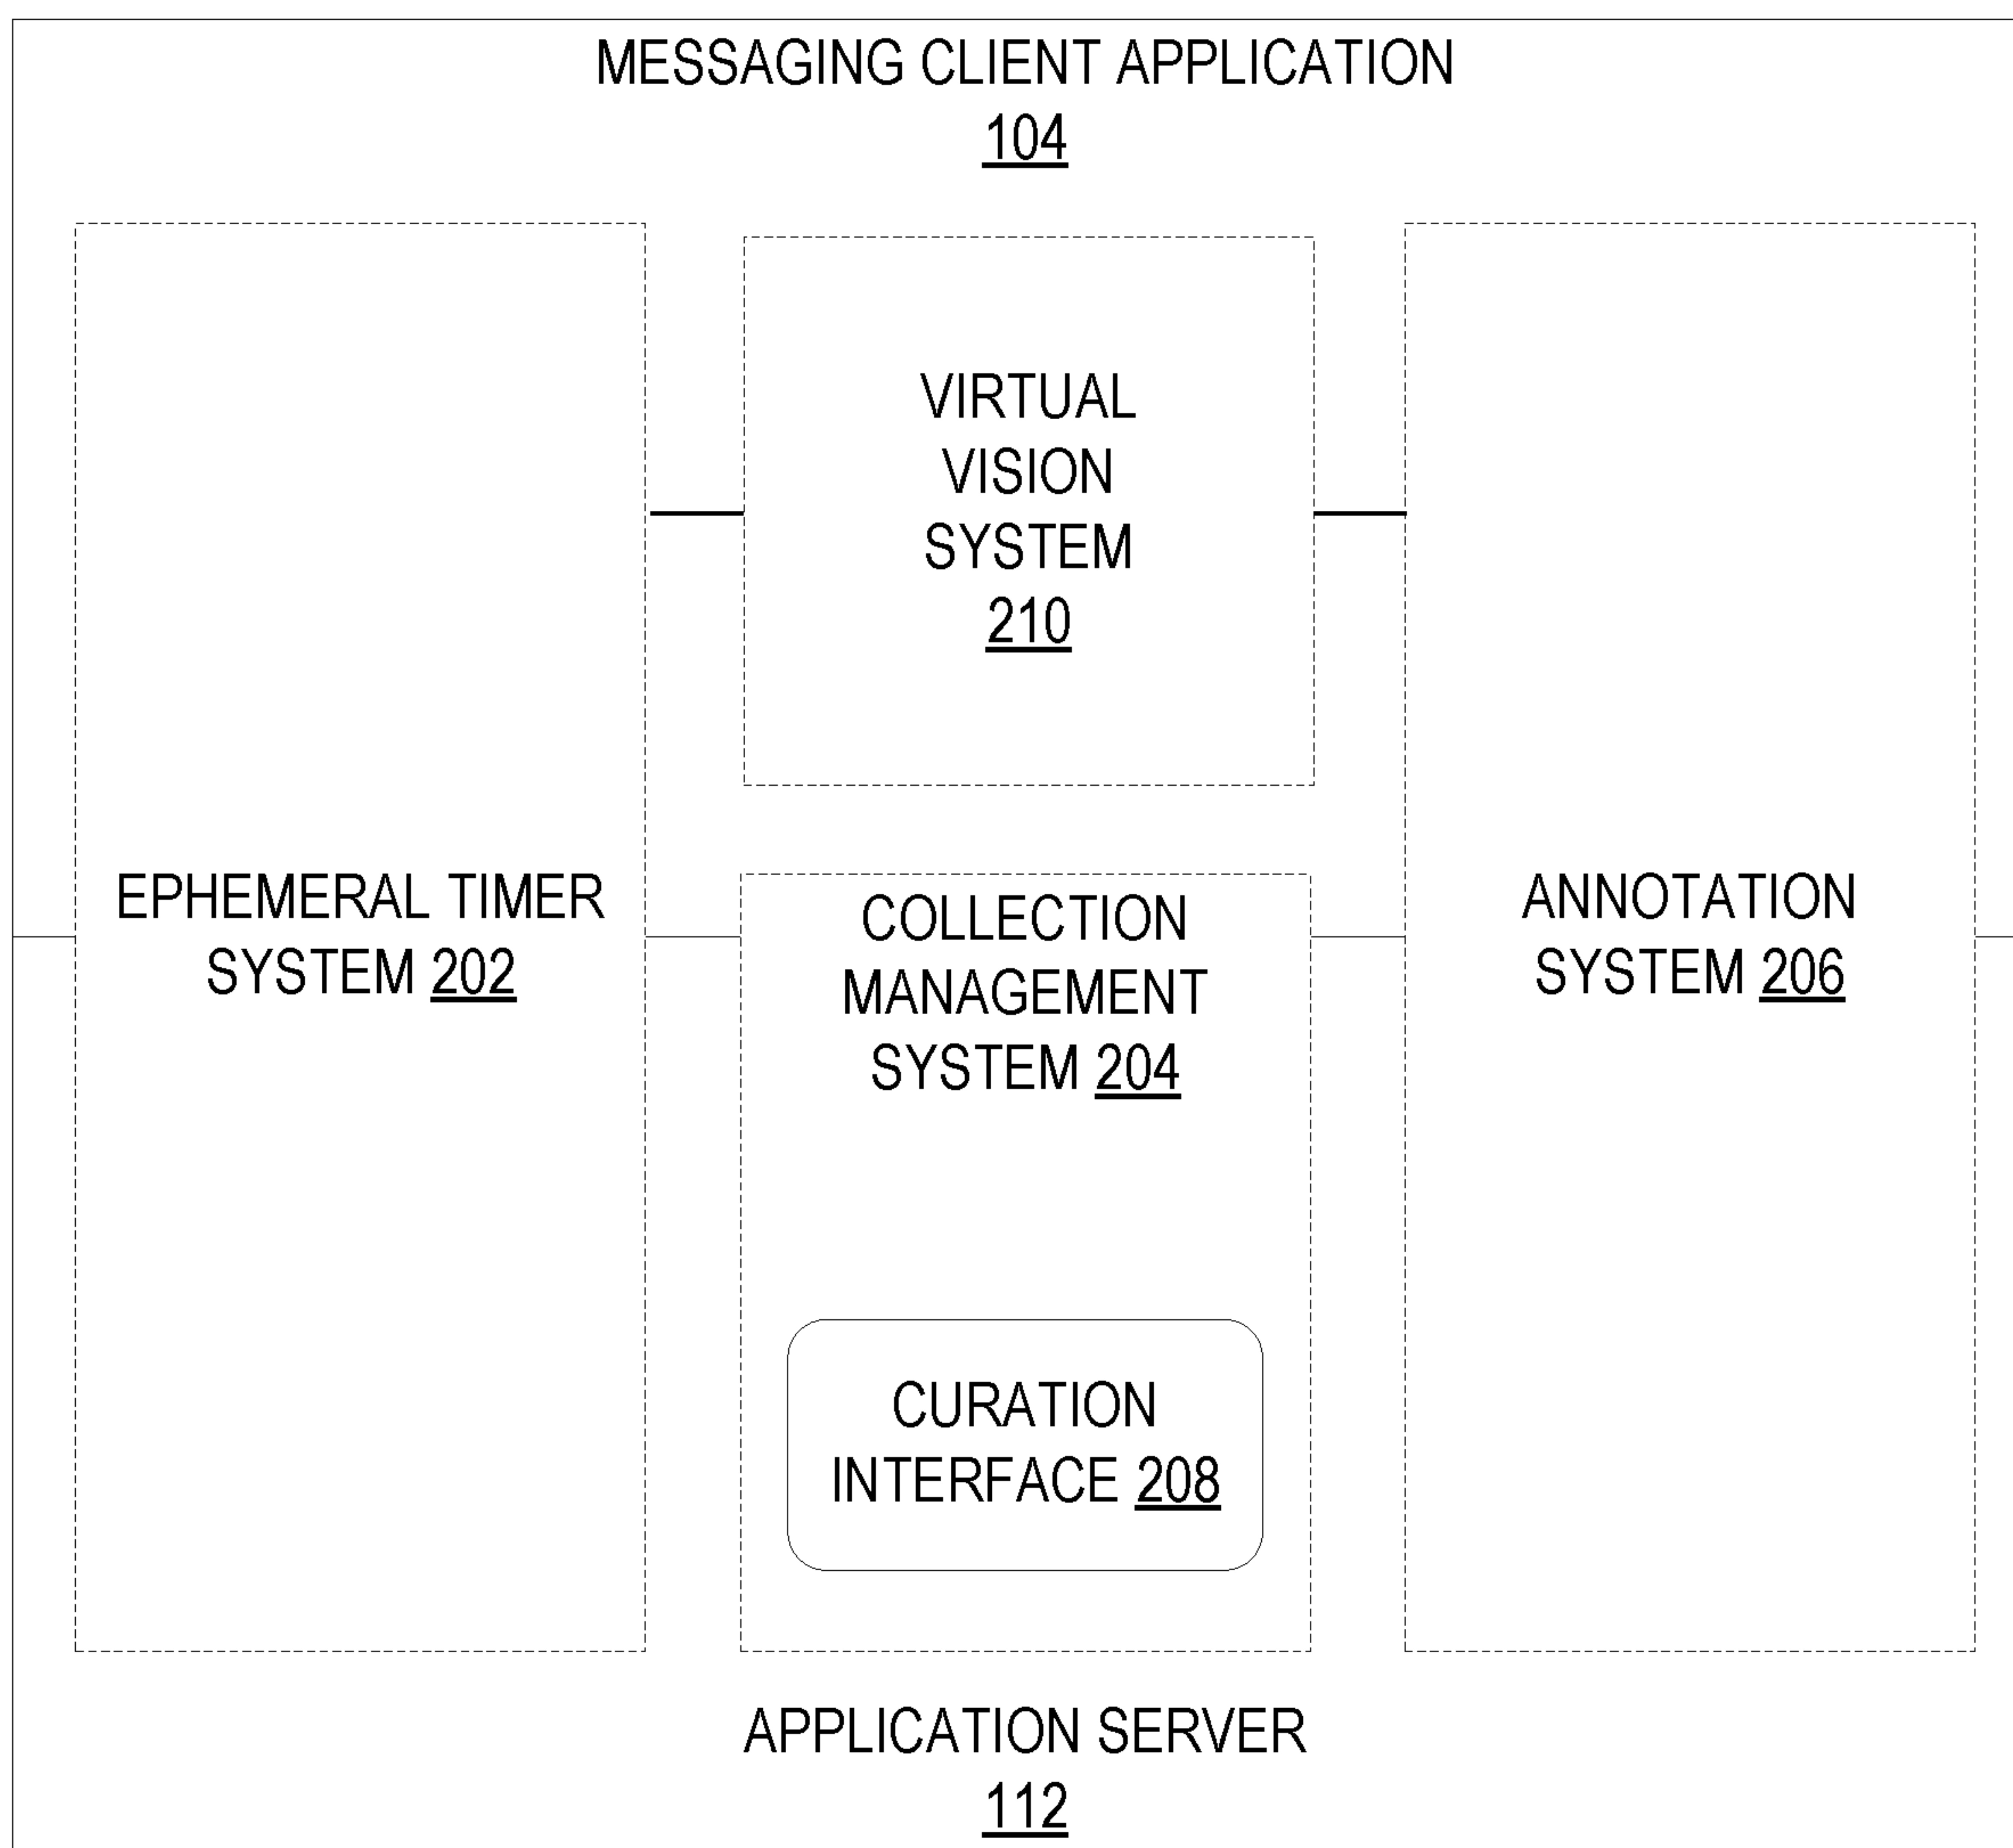 MESSAGING CLIENT APPLICATION
104
VIRTUAL
VISION
SYSTEM
210
EPHEMERAL TIMER
SYSTEM 202
COLLECTION
MANAGEMENT
SYSTEM 204
ANNOTATION
SYSTEM 206
CURATION
INTERFACE 208
APPLICATION SERVER
112